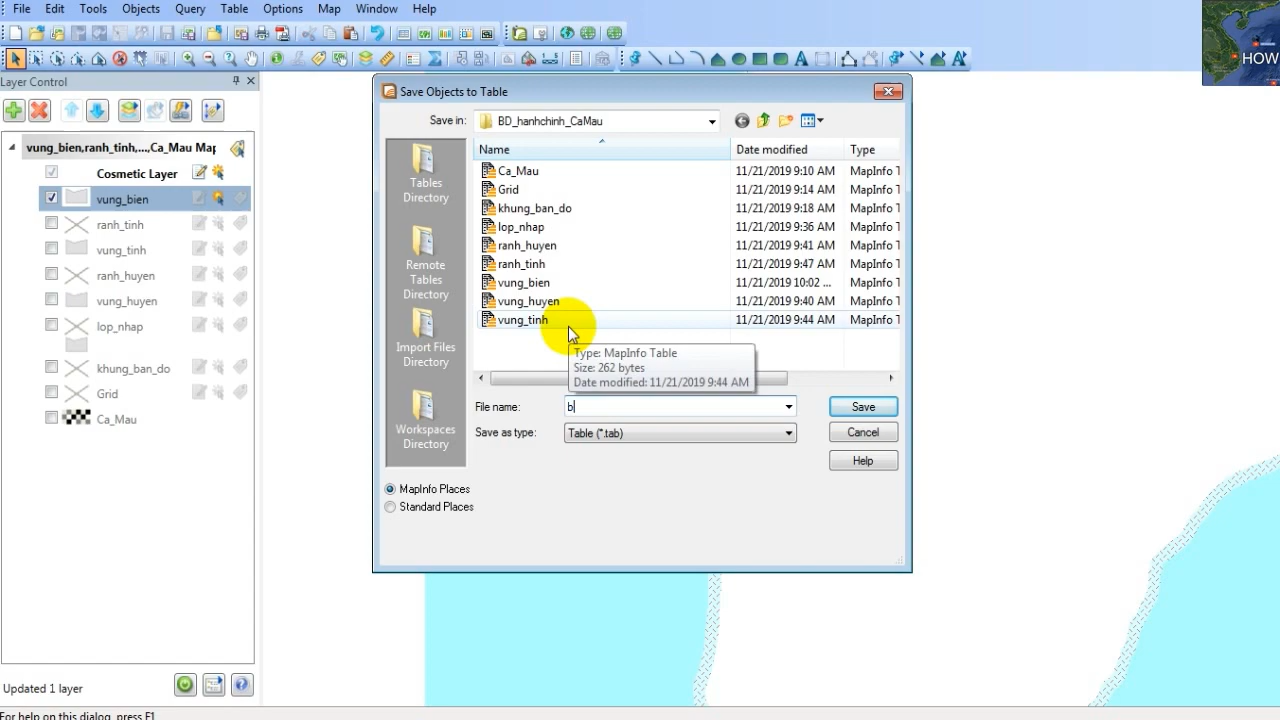 File Edit Tools Objects Query Table Options Map Window Help
HOW
Layer Control
vung_bien,ranh_tinh,...,Ca_Mau Map
Cosmetic Layer
vung_bien
ranh_tinh
vung_tinh
ranh_huyen
vung_huyen
lop_nhap
khung_ban_do
Grid
Ca_Mau
Updated 1 layer
For help on this dialog, press F1
Save Objects to Table
Save in: BD_hanhchinh_CaMau
Tables Directory
Remote Tables Directory
Import Files Directory
Workspaces Directory
Name Date modified Type
Ca_Mau 11/21/2019 9:10 AM MapInfo T
Grid 11/21/2019 9:14 AM MapInfo T
khung_ban_do 11/21/2019 9:18 AM MapInfo T
lop_nhap 11/21/2019 9:36 AM MapInfo T
ranh_huyen 11/21/2019 9:41 AM MapInfo T
ranh_tinh 11/21/2019 9:47 AM MapInfo T
vung_bien 11/21/2019 10:02 ... MapInfo T
vung_huyen 11/21/2019 9:40 AM MapInfo T
vung_tinh 11/21/2019 9:44 AM MapInfo T
Type: MapInfo Table
Size: 262 bytes
Date modified: 11/21/2019 9:44 AM
File name: b Save
Save as type: Table (*.tab) Cancel
Help
MapInfo Places
Standard Places